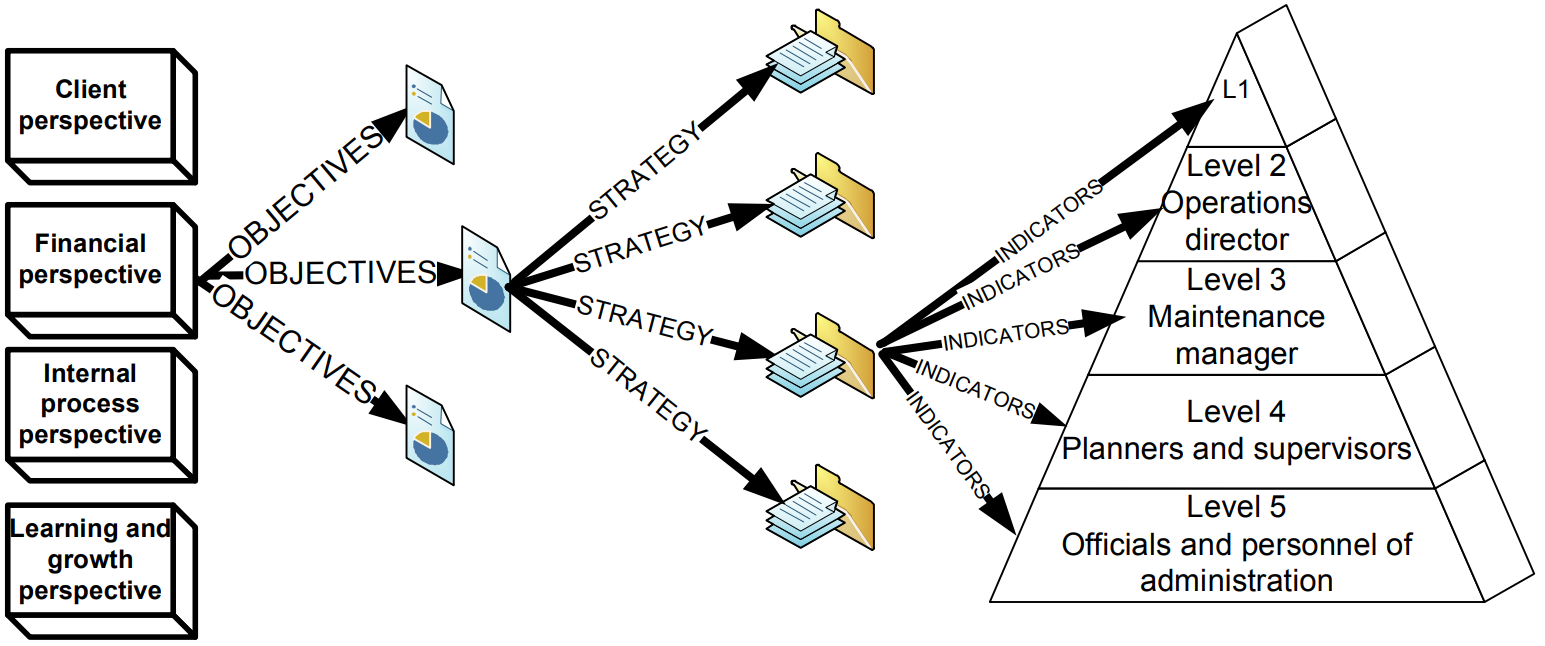 Client
perspective
Financial
perspective
Internal
process
perspective
Learning and
growth
perspective
OBJECTIVES
OBJECTIVES
OBJECTIVES
STRATEGY
STRATEGY
STRATEGY
STRATEGY
INDICATORS
INDICATORS
INDICATORS
INDICATORS
INDICATORS
L1
Level 2
Operations
director
Level 3
Maintenance
manager
Level 4
Planners and supervisors
Level 5
Officials and personnel of
administration